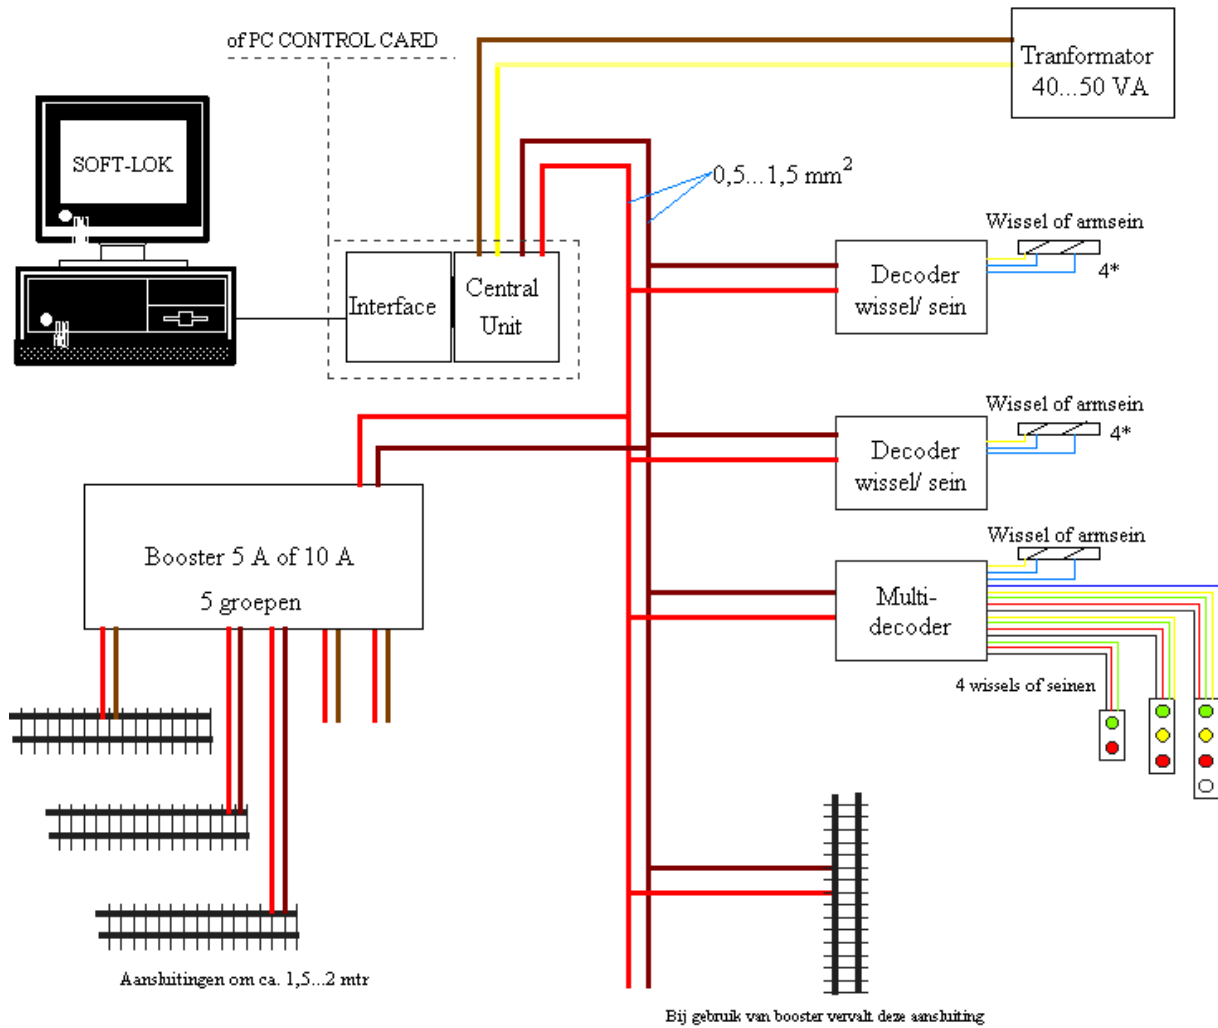 of PC CONTROL CARD
Tranformator
40...50 VA
SOFT-LOK
0,5...1,5 mm²
Interface
Central
Unit
Wissel of armsein
4*
Decoder
wissel/ sein
Wissel of armsein
4*
Decoder
wissel/ sein
Booster 5 A of 10 A
5 groepen
Wissel of armsein
Multi-
decoder
4 wissels of seinen
Aansluitingen om ca. 1,5...2 mtr
Bij gebruik van booster vervalt deze aansluiting